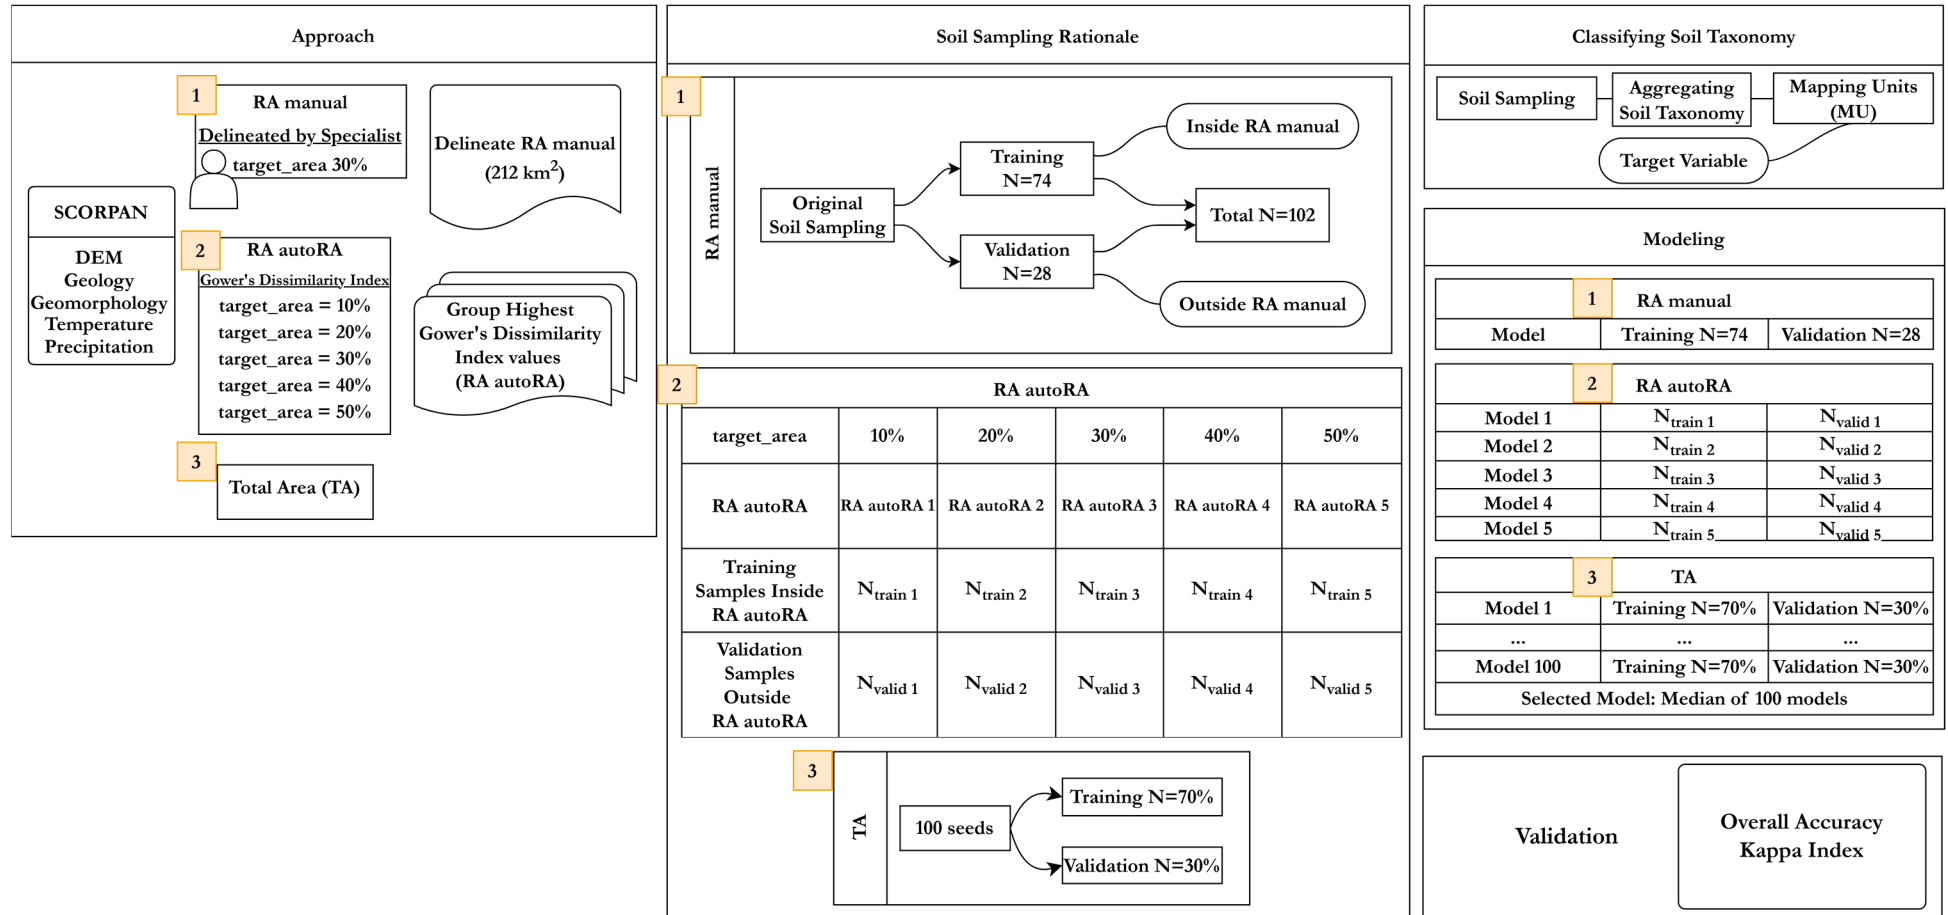 Approach
1
RA manual
Delineated by Specialist
target_area 30%
Delineate RA manual
(212 km²)
SCORPAN
DEM
Geology
Geomorphology
Temperature
Precipitation
2
RA autoRA
Gower's Dissimilarity Index
target_area = 10%
target_area = 20%
target_area = 30%
target_area = 40%
target_area = 50%
Group Highest
Gower's Dissimilarity
Index values
(RA autoRA)
3
Total Area (TA)
Soil Sampling Rationale
1
RA manual
Original
Soil Sampling
Training
N=74
Validation
N=28
Inside RA manual
Total N=102
Outside RA manual
2
RA autoRA
target_area 10% 20% 30% 40% 50%
RA autoRA RA autoRA 1 RA autoRA 2 RA autoRA 3 RA autoRA 4 RA autoRA 5
Training
Samples Inside
RA autoRA
Ntrain 1 Ntrain 2 Ntrain 3 Ntrain 4 Ntrain 5
Validation
Samples
Outside
RA autoRA
Nvalid 1 Nvalid 2 Nvalid 3 Nvalid 4 Nvalid 5
3
TA
100 seeds
Training N=70%
Validation N=30%
Classifying Soil Taxonomy
Soil Sampling
Aggregating
Soil Taxonomy
Mapping Units
(MU)
Target Variable
Modeling
1
RA manual
Model Training N=74 Validation N=28
2
RA autoRA
Model 1 Ntrain 1 Nvalid 1
Model 2 Ntrain 2 Nvalid 2
Model 3 Ntrain 3 Nvalid 3
Model 4 Ntrain 4 Nvalid 4
Model 5 Ntrain 5 Nvalid 5
3
TA
Model 1 Training N=70% Validation N=30%
... ... ...
Model 100 Training N=70% Validation N=30%
Selected Model: Median of 100 models
Validation
Overall Accuracy
Kappa Index